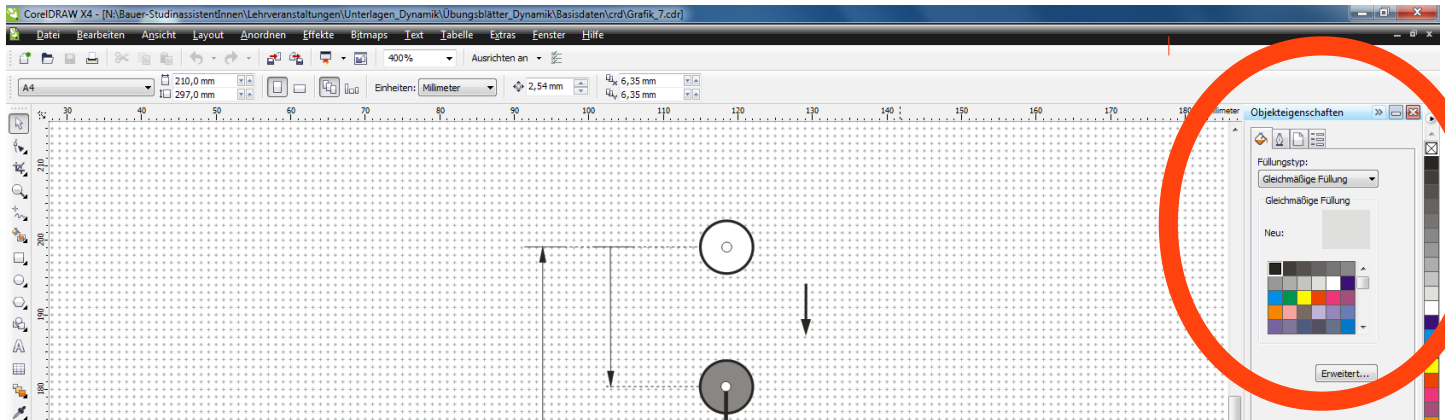 CorelDRAW X4 - [N:\Bauer-StudinassistentInnen\Lehrveranstaltungen\Unterlagen_Dynamik\Übungsblätter_Dynamik\Basisdaten\crd\Grafik_7.cdr]
Datei Bearbeiten Ansicht Layout Anordnen Effekte Bitmaps Text Tabelle Bearbeiten Extras Fenster Hilfe
400% Ausrichten an
A4 210,0 mm 297,0 mm Einheiten: Millimeter 2,54 mm 6,35 mm 6,35 mm
30 40 50 60 70 80 90 100 110 120 130 140 150 160 170 180 limeter
Objekteigenschaften
210
Füllungstyp:
Gleichmäßige Füllung
Gleichmäßige Füllung
Neu:
200
190
Erweitert...
180